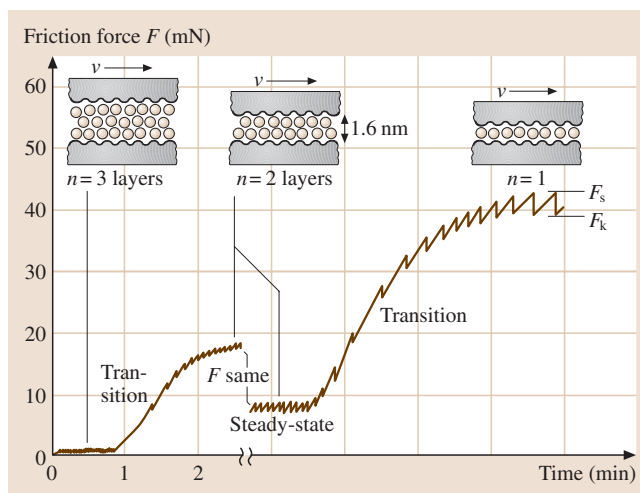 Friction force F (mN)
60
50
40
30
20
10
0
v
v
v
1.6 nm
n = 3 layers
n = 2 layers
n = 1
Fs
Fk
Transition
Tran-
sition
F same
Steady-state
0
1
2
Time (min)